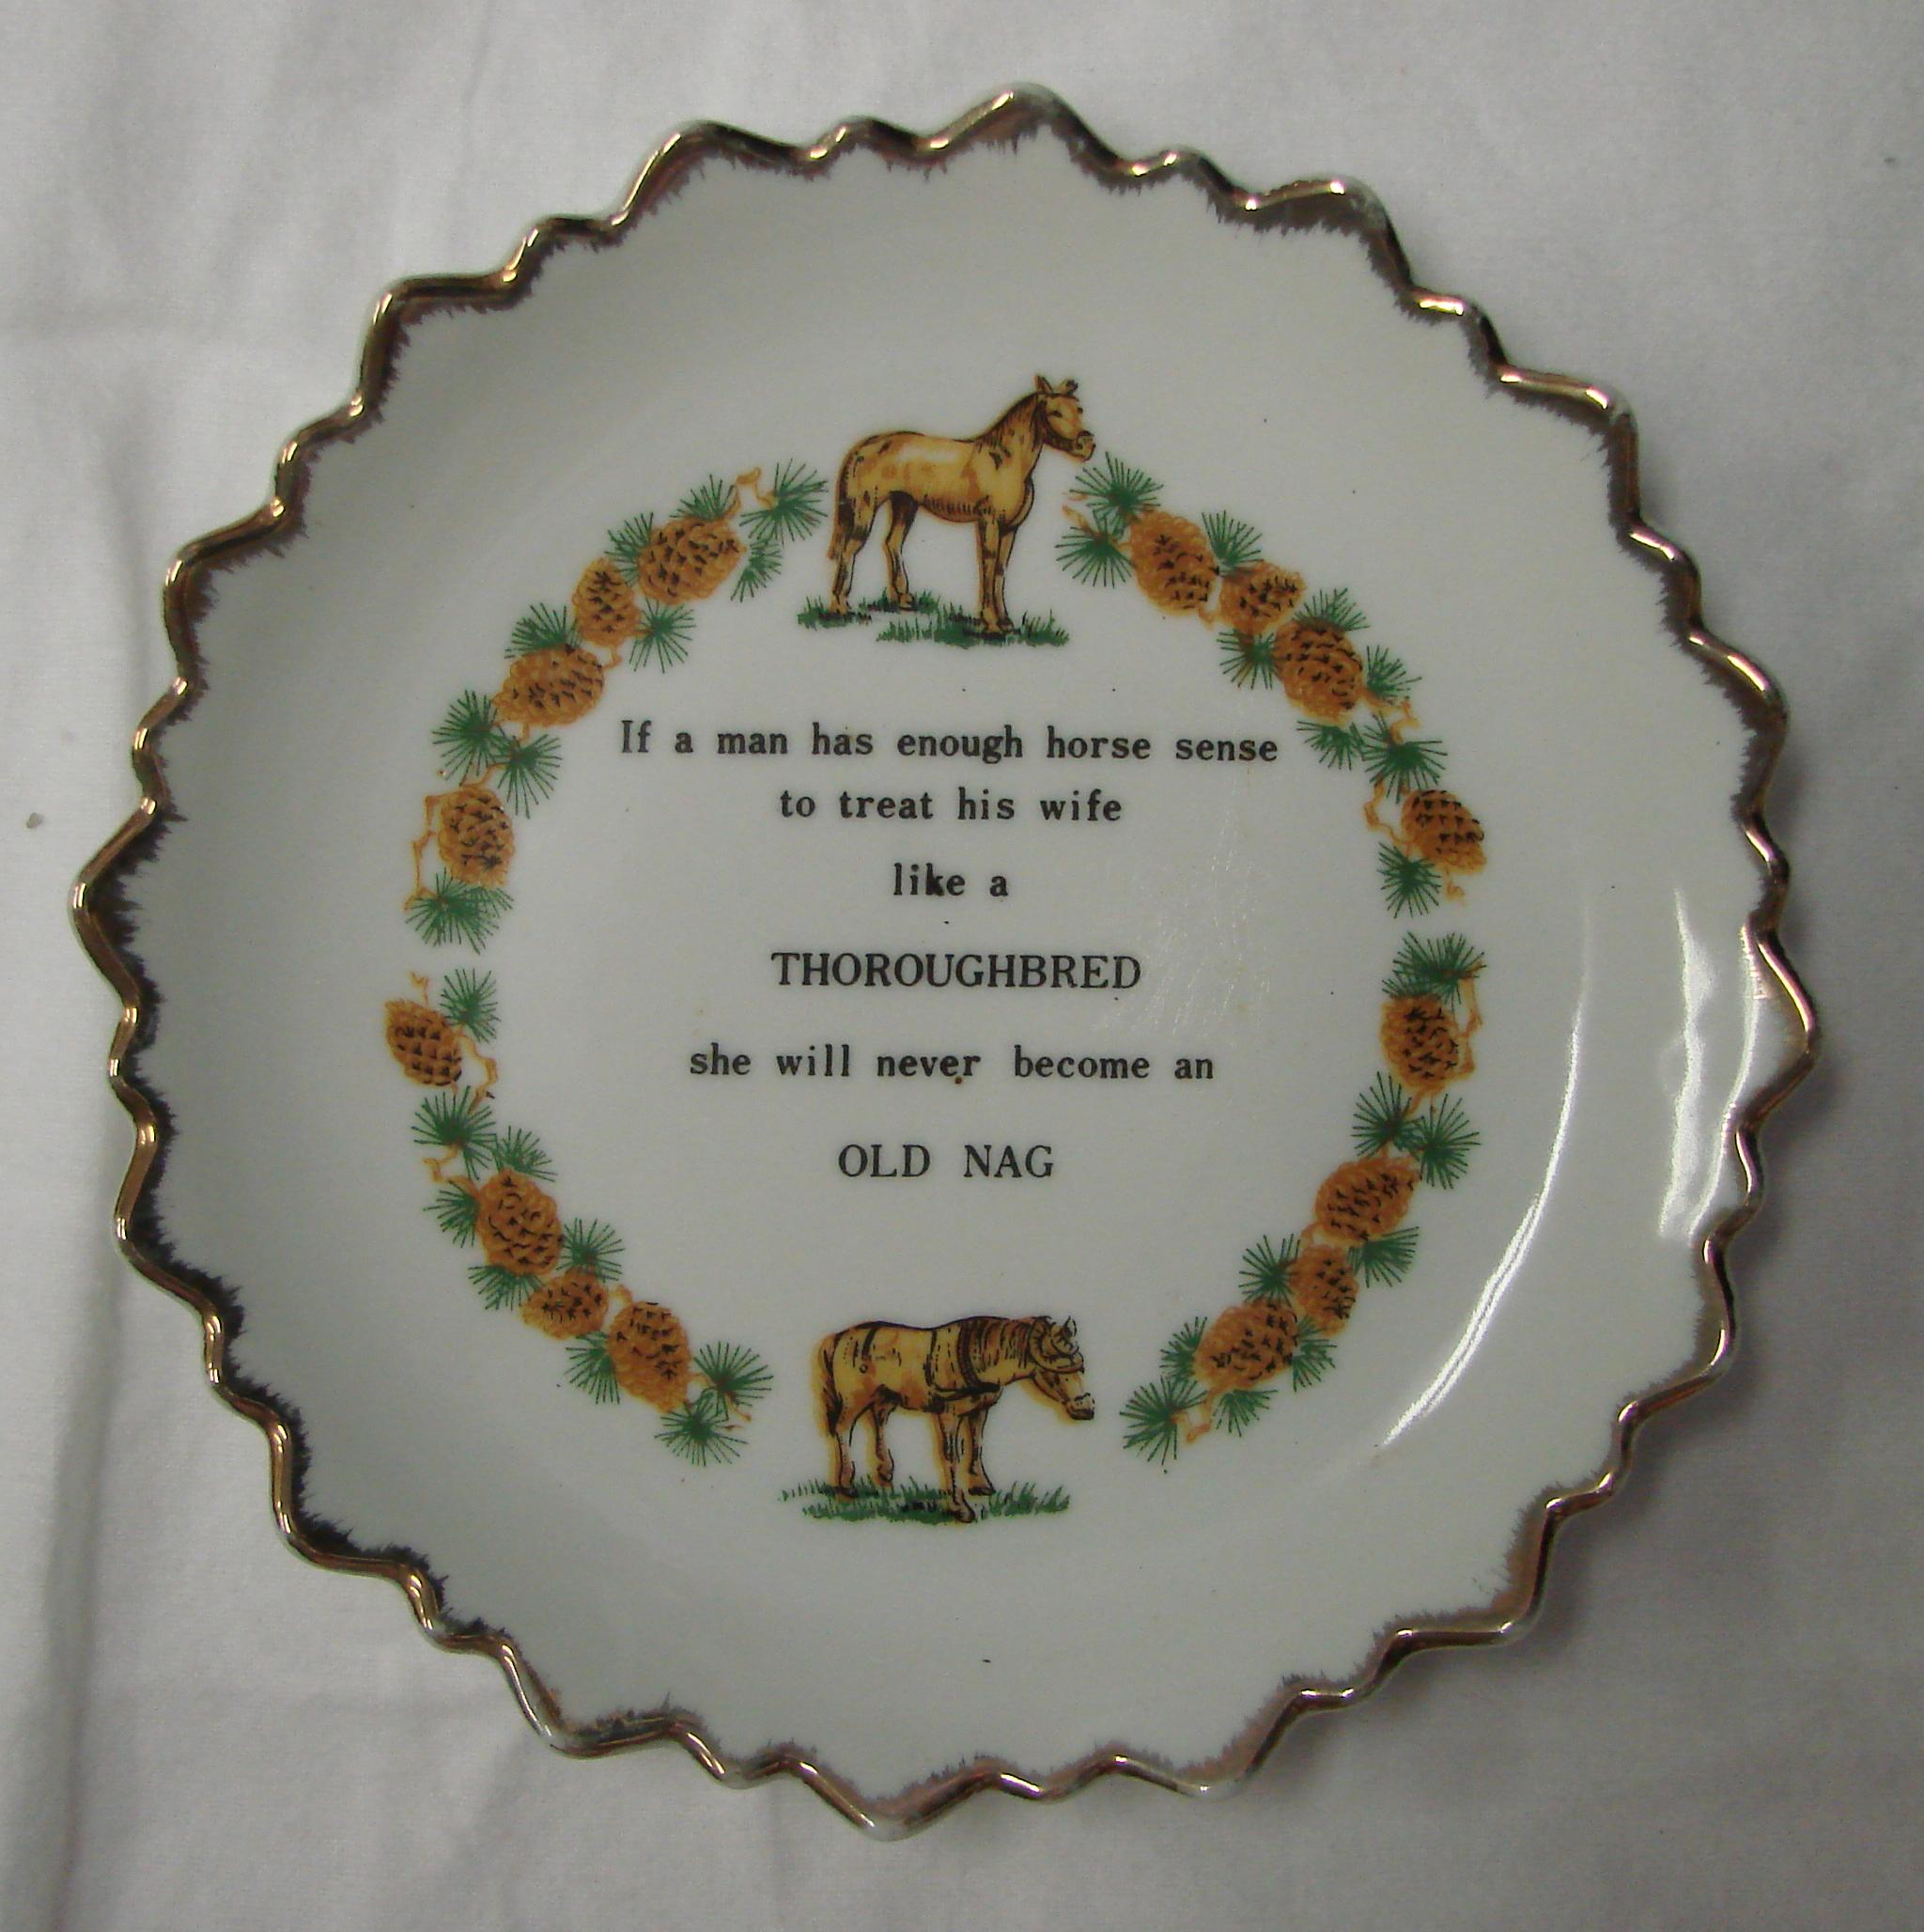 If a man has enough horse sense
to treat his wife
like a
THOROUGHBRED
she will never become an
OLD NAG